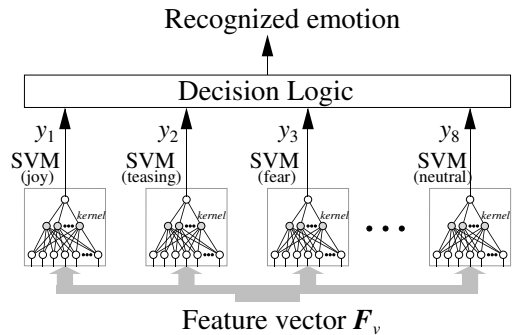 Recognized emotion
Decision Logic
y1 y2 y3 y8
SVM SVM SVM SVM
(joy) (teasing) (fear) (neutral)
kernel kernel kernel kernel
Feature vector Fv